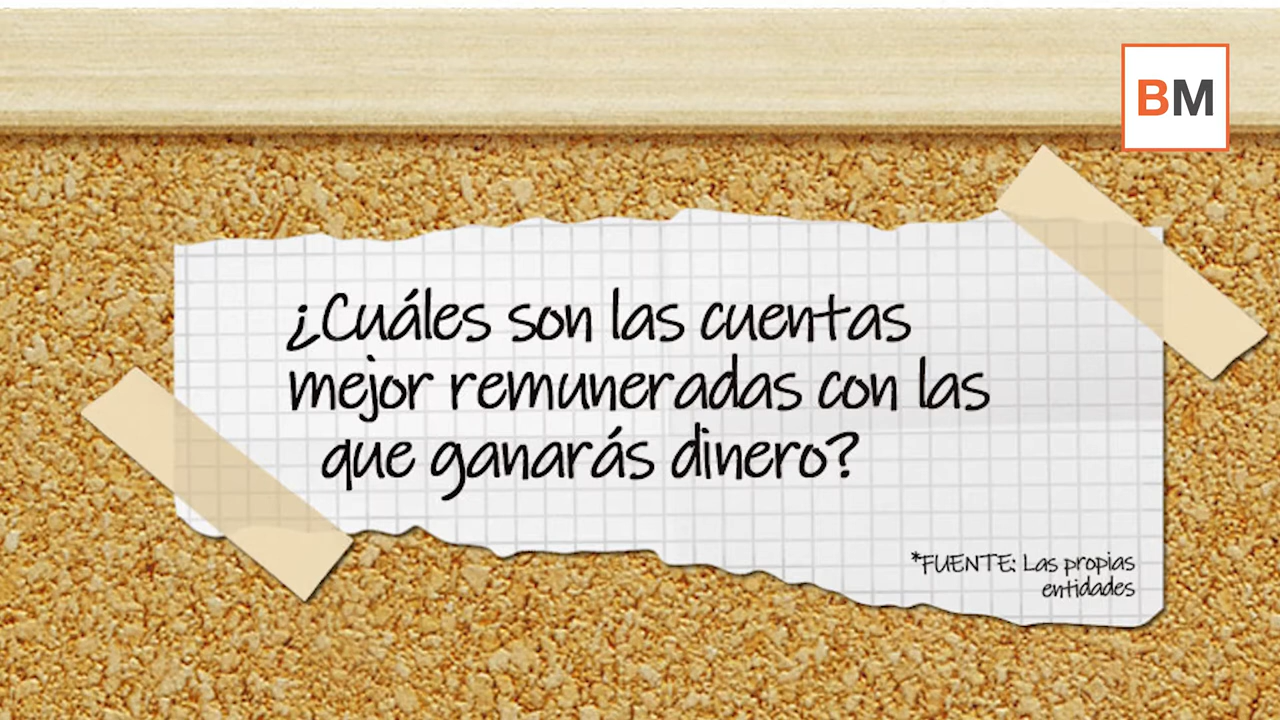 BM
¿Cuáles son las cuentas
mejor remuneradas con las
que ganarás dinero?
*FUENTE: Las propias
entidades